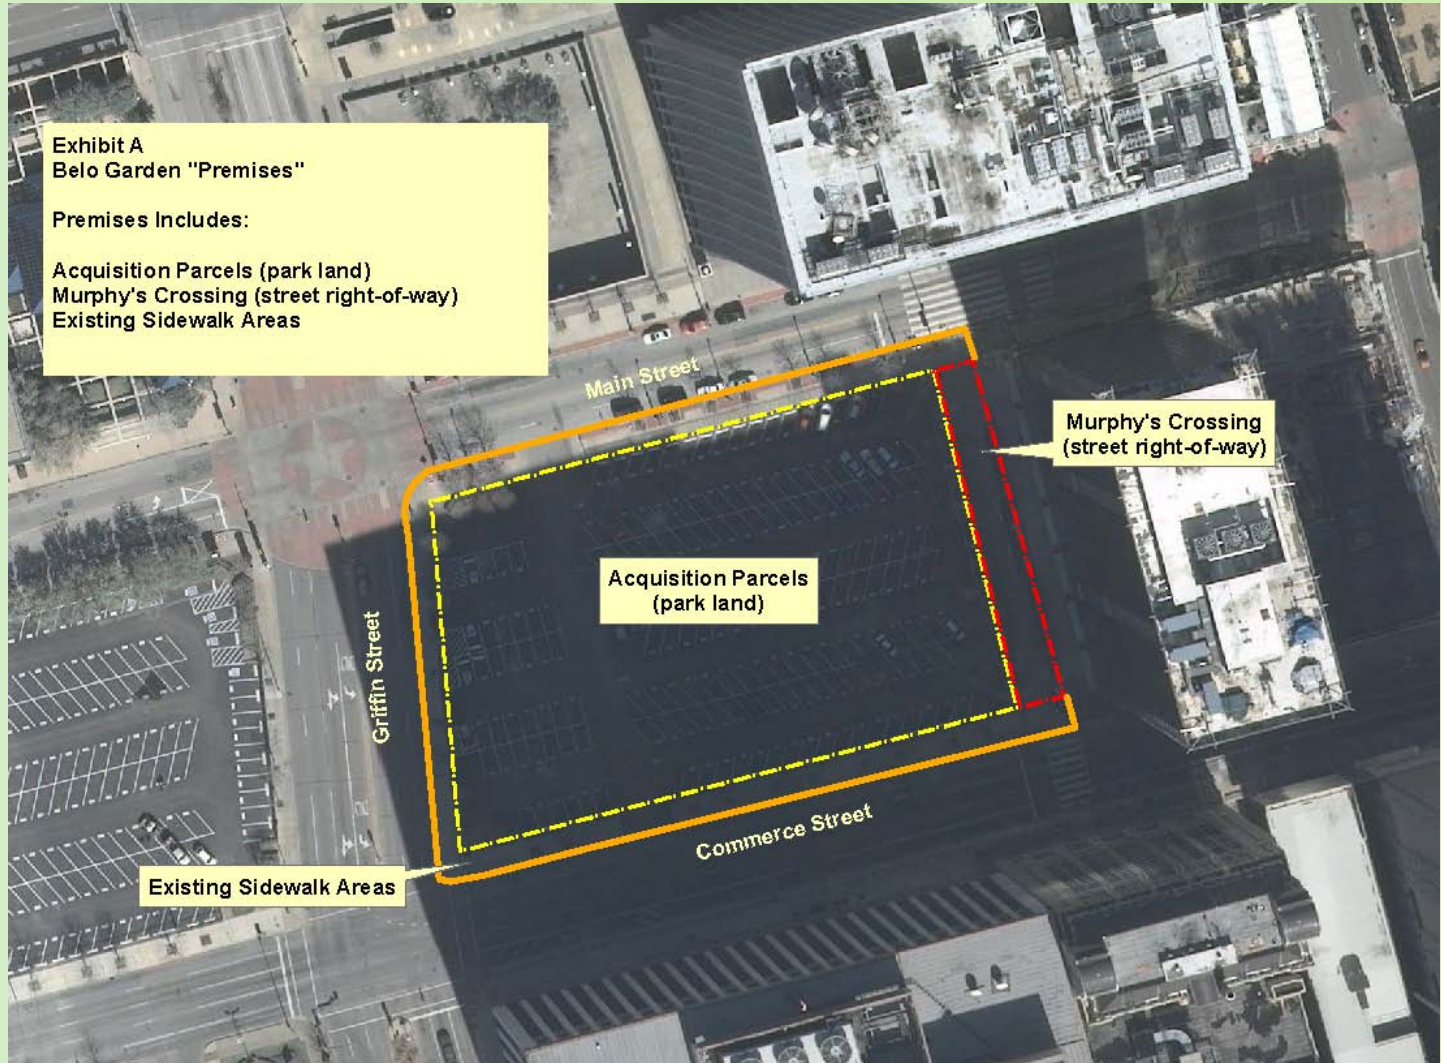 Exhibit A
Belo Garden "Premises"
Premises Includes:
Acquisition Parcels (park land)
Murphy's Crossing (street right-of-way)
Existing Sidewalk Areas
Main Street
Murphy's Crossing
(street right-of-way)
Acquisition Parcels
(park land)
Griffin Street
Commerce Street
Existing Sidewalk Areas